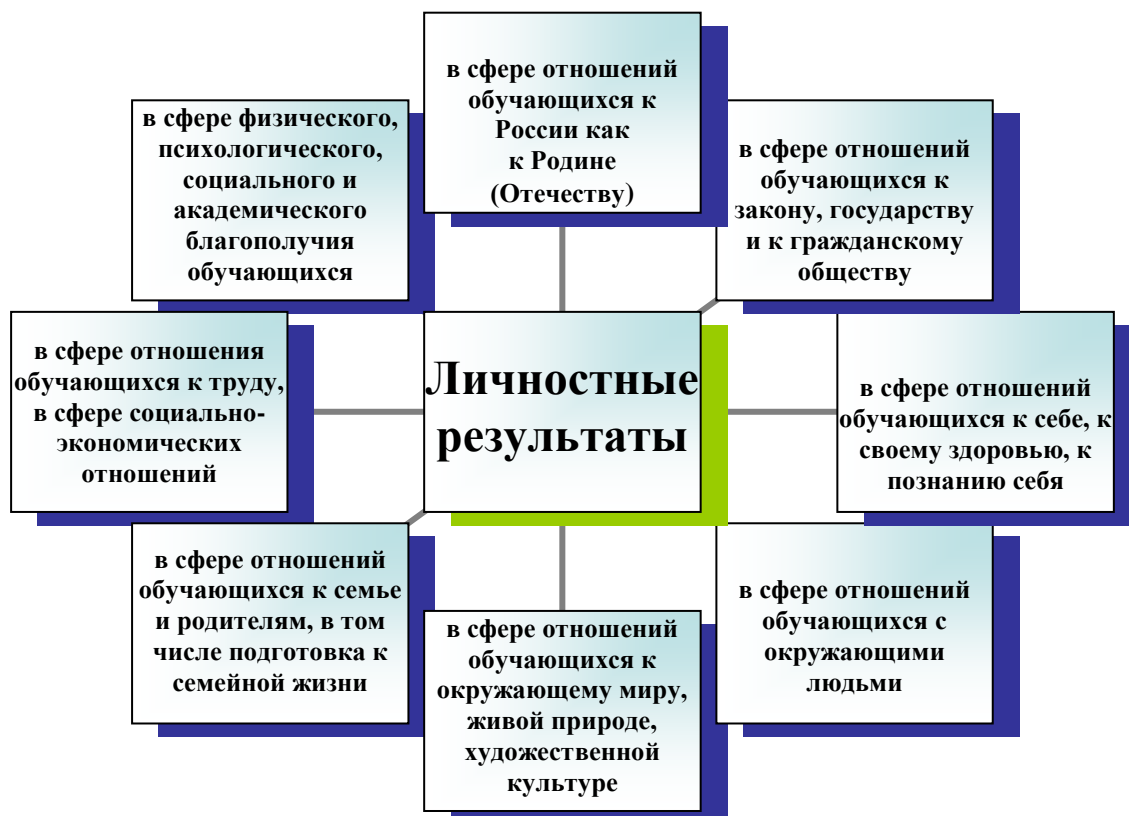 в сфере отношений
обучающихся к
России как
к Родине
(Отечеству)
в сфере физического,
психологического,
социального и
академического
благополучия
обучающихся
в сфере отношений
обучающихся к
закону, государству
и к гражданскому
обществу
в сфере отношения
обучающихся к труду,
в сфере социально-
экономических
отношений
Личностные
результаты
в сфере отношений
обучающихся к себе, к
своему здоровью, к
познанию себя
в сфере отношений
обучающихся к семье
и родителям, в том
числе подготовка к
семейной жизни
в сфере отношений
обучающихся к
окружающему миру,
живой природе,
художественной
культуре
в сфере отношений
обучающихся с
окружающими
людьми